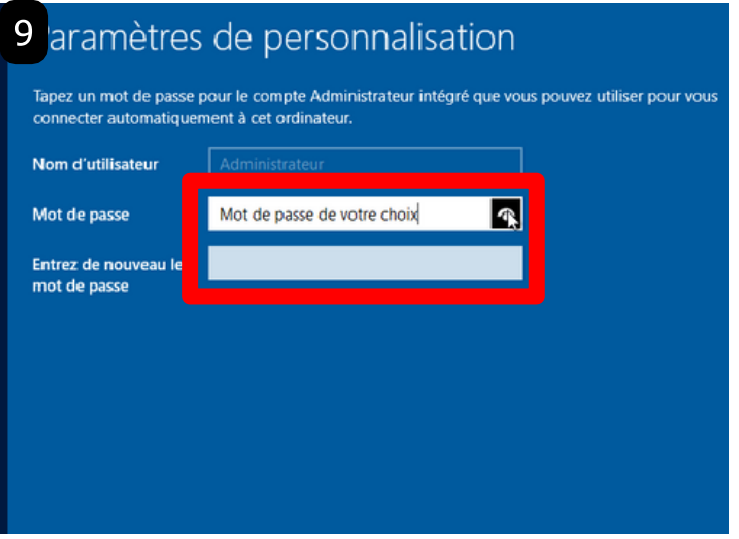 9
Paramètres de personnalisation
Tapez un mot de passe pour le compte Administrateur intégré que vous pouvez utiliser pour vous
connecter automatiquement à cet ordinateur.
Nom d'utilisateur Administrateur
Mot de passe Mot de passe de votre choix
Entrez de nouveau le
mot de passe